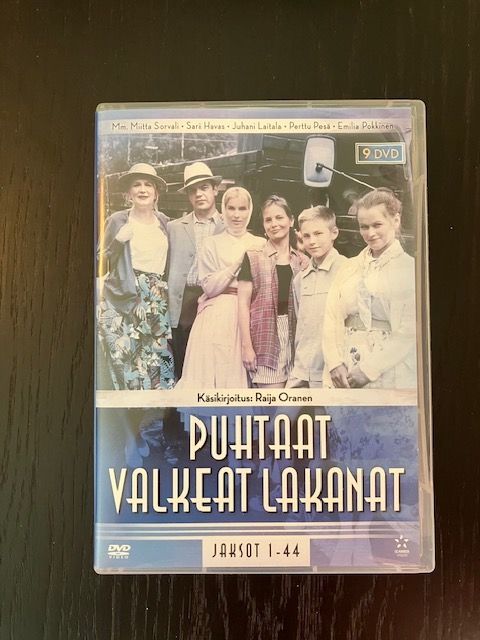 Mm. Miitta Sorvali • Sari Havas • Juhani Laitala • Perttu Pesä • Emilia Pokkinen
9 DVD
Käsikirjoitus: Raija Oranen
PUHTAAT
VALKEAT LAKANAT
DVD
VIDEO
JAKSOT 1-44